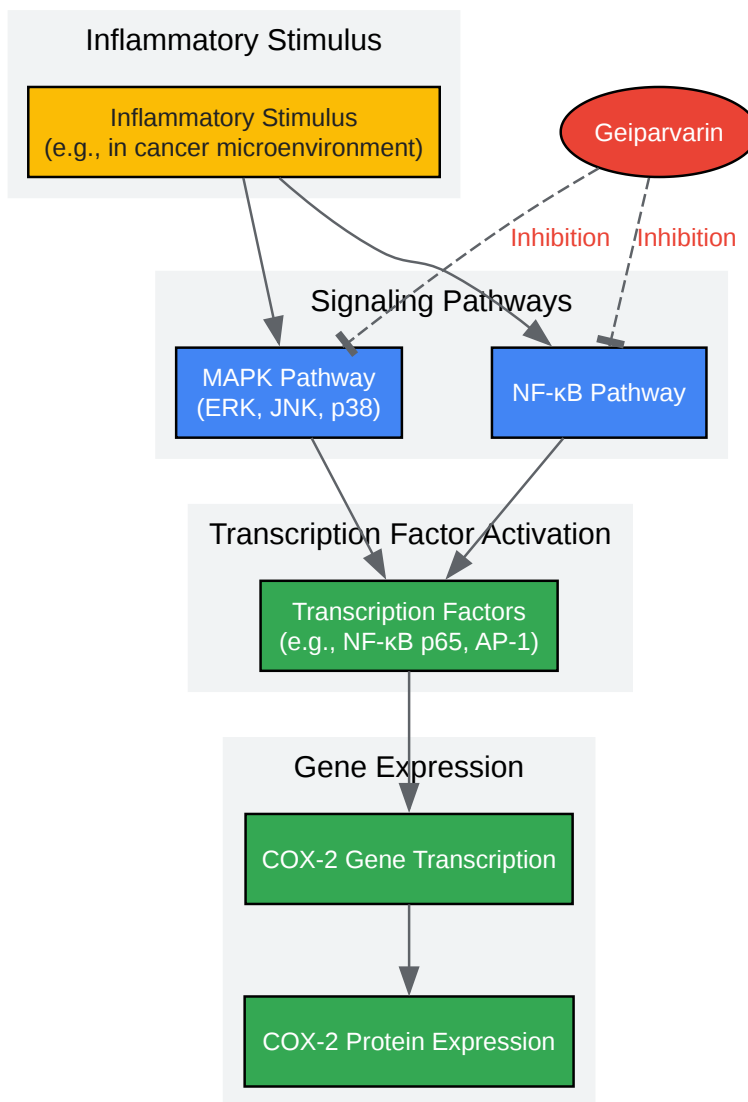 Inflammatory Stimulus
Inflammatory Stimulus
(e.g., in cancer microenvironment)
Geiparvarin
Inhibition
Inhibition
Signaling Pathways
MAPK Pathway
(ERK, JNK, p38)
NF-κB Pathway
Transcription Factor Activation
Transcription Factors
(e.g., NF-κB p65, AP-1)
Gene Expression
COX-2 Gene Transcription
COX-2 Protein Expression